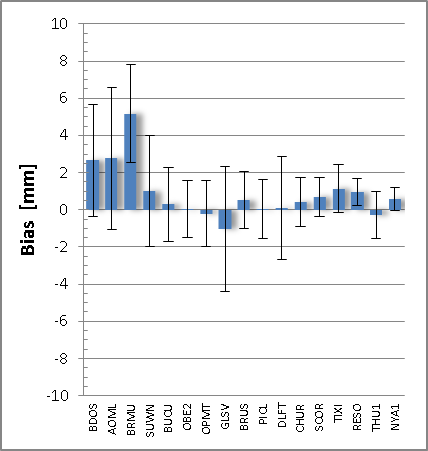 10
8
6
4
2
0
-2
-4
-6
-8
-10
Bias [mm]
BDOS
AOML
BRMU
SUWN
BUCU
OBE2
OPMT
GLSV
BRUS
PICL
DLFT
CHUR
SCOR
TIXI
RESO
THU1
NYA1